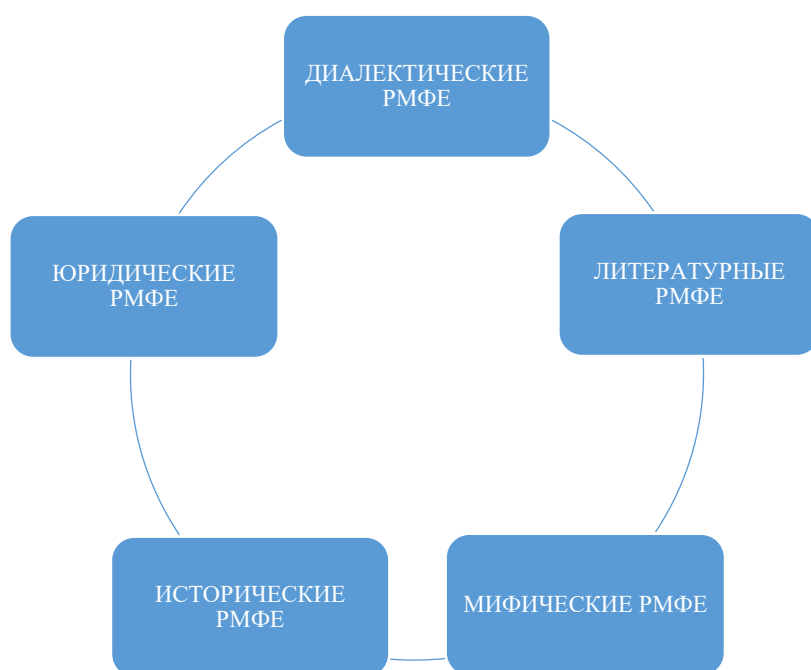 ДИАЛЕКТИЧЕСКИЕ
РМФЕ
ЮРИДИЧЕСКИЕ
РМФЕ
ЛИТЕРАТУРНЫЕ
РМФЕ
ИСТОРИЧЕСКИЕ
РМФЕ
МИФИЧЕСКИЕ РМФЕ